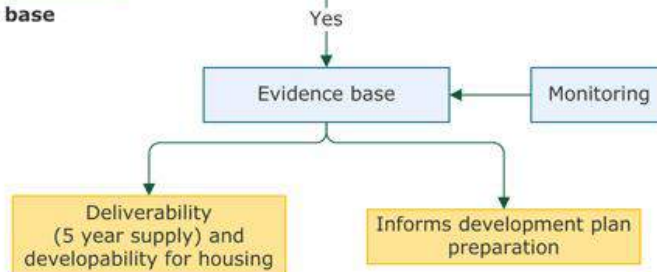 base
Yes
Evidence base
Monitoring
Deliverability
(5 year supply) and
developability for housing
Informs development plan
preparation